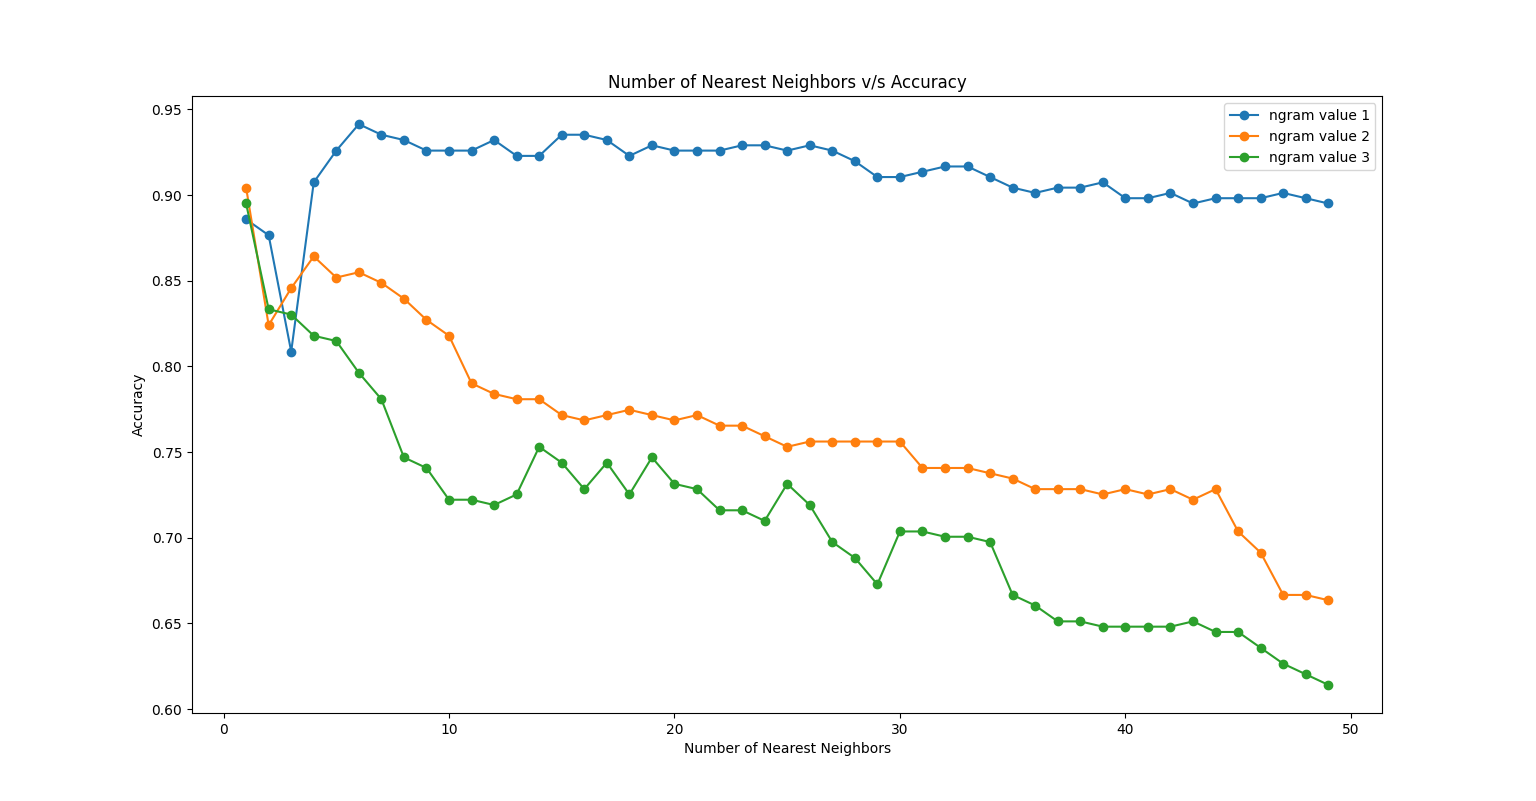 Number of Nearest Neighbors v/s Accuracy
ngram value 1
ngram value 2
ngram value 3
0.95
0.90
0.85
0.80
0.75
0.70
0.65
0.60
Accuracy
0 10 20 30 40 50
Number of Nearest Neighbors